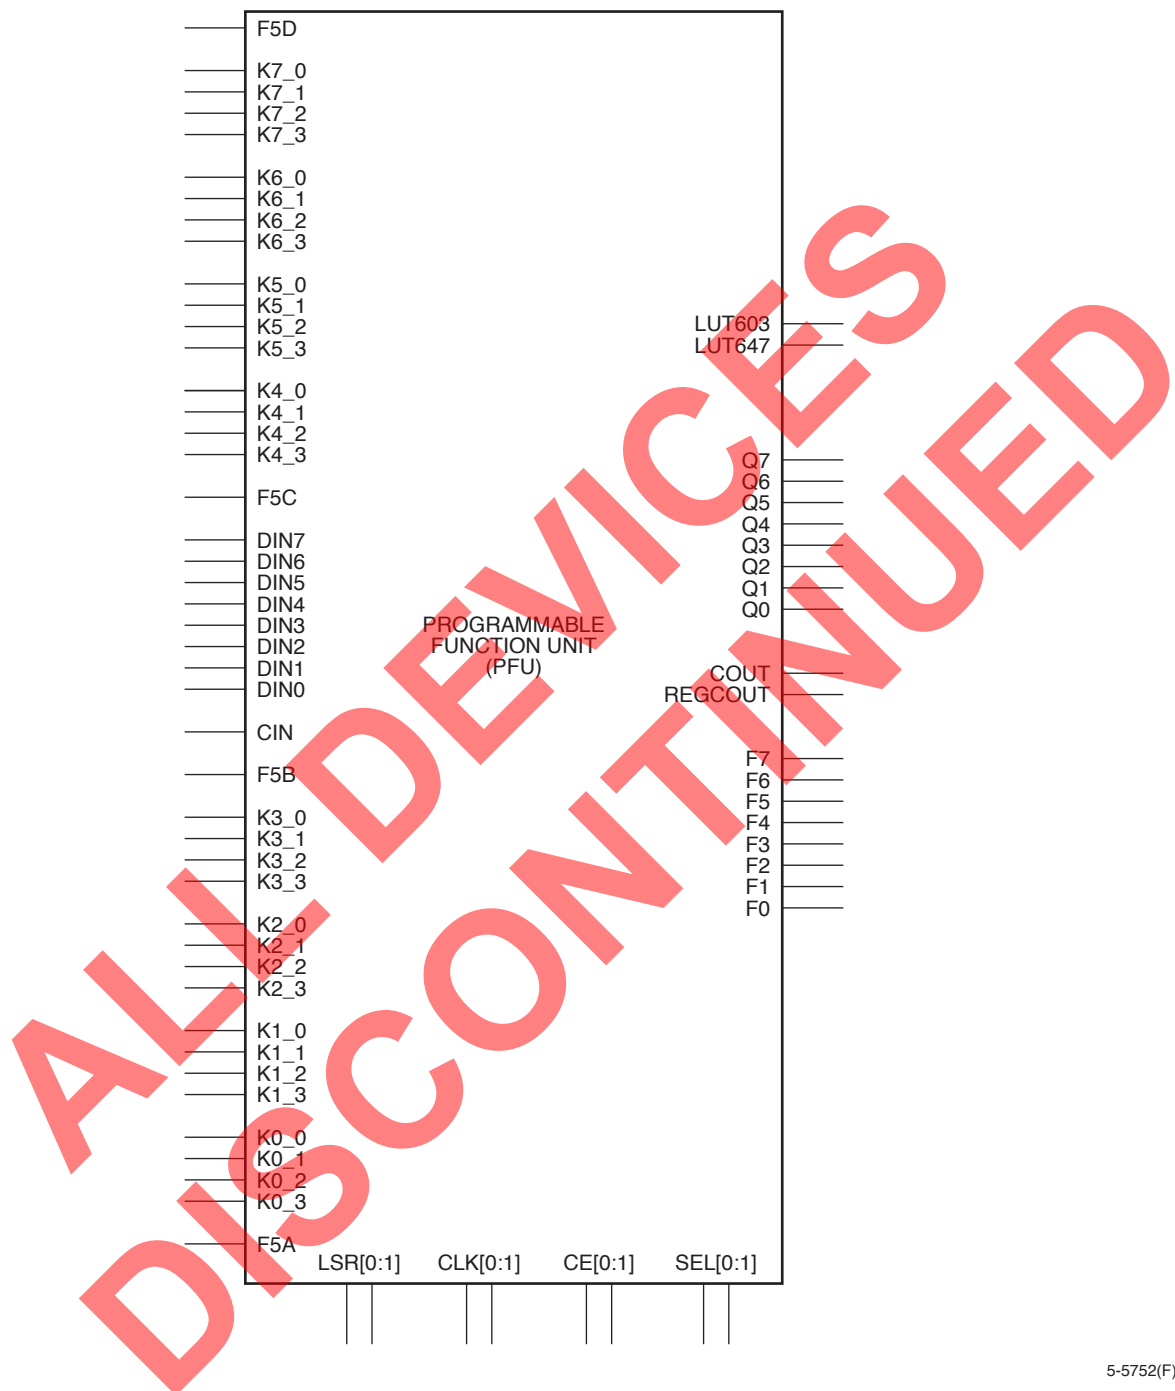 F5D
K7_0
K7_1
K7_2
K7_3
K6_0
K6_1
K6_2
K6_3
K5_0
K5_1
K5_2
K5_3
K4_0
K4_1
K4_2
K4_3
F5C
DIN7
DIN6
DIN5
DIN4
DIN3
DIN2
DIN1
DIN0
CIN
F5B
K3_0
K3_1
K3_2
K3_3
K2_0
K2_1
K2_2
K2_3
K1_0
K1_1
K1_2
K1_3
K0_0
K0_1
K0_2
K0_3
F5A
PROGRAMMABLE
FUNCTION UNIT
(PFU)
LUT603
LUT647
Q7
Q6
Q5
Q4
Q3
Q2
Q1
Q0
COUT
REGCOUT
F7
F6
F5
F4
F3
F2
F1
F0
LSR[0:1] CLK[0:1] CE[0:1] SEL[0:1]
5-5752(F)
ALL DEVICES
DISCONTINUED